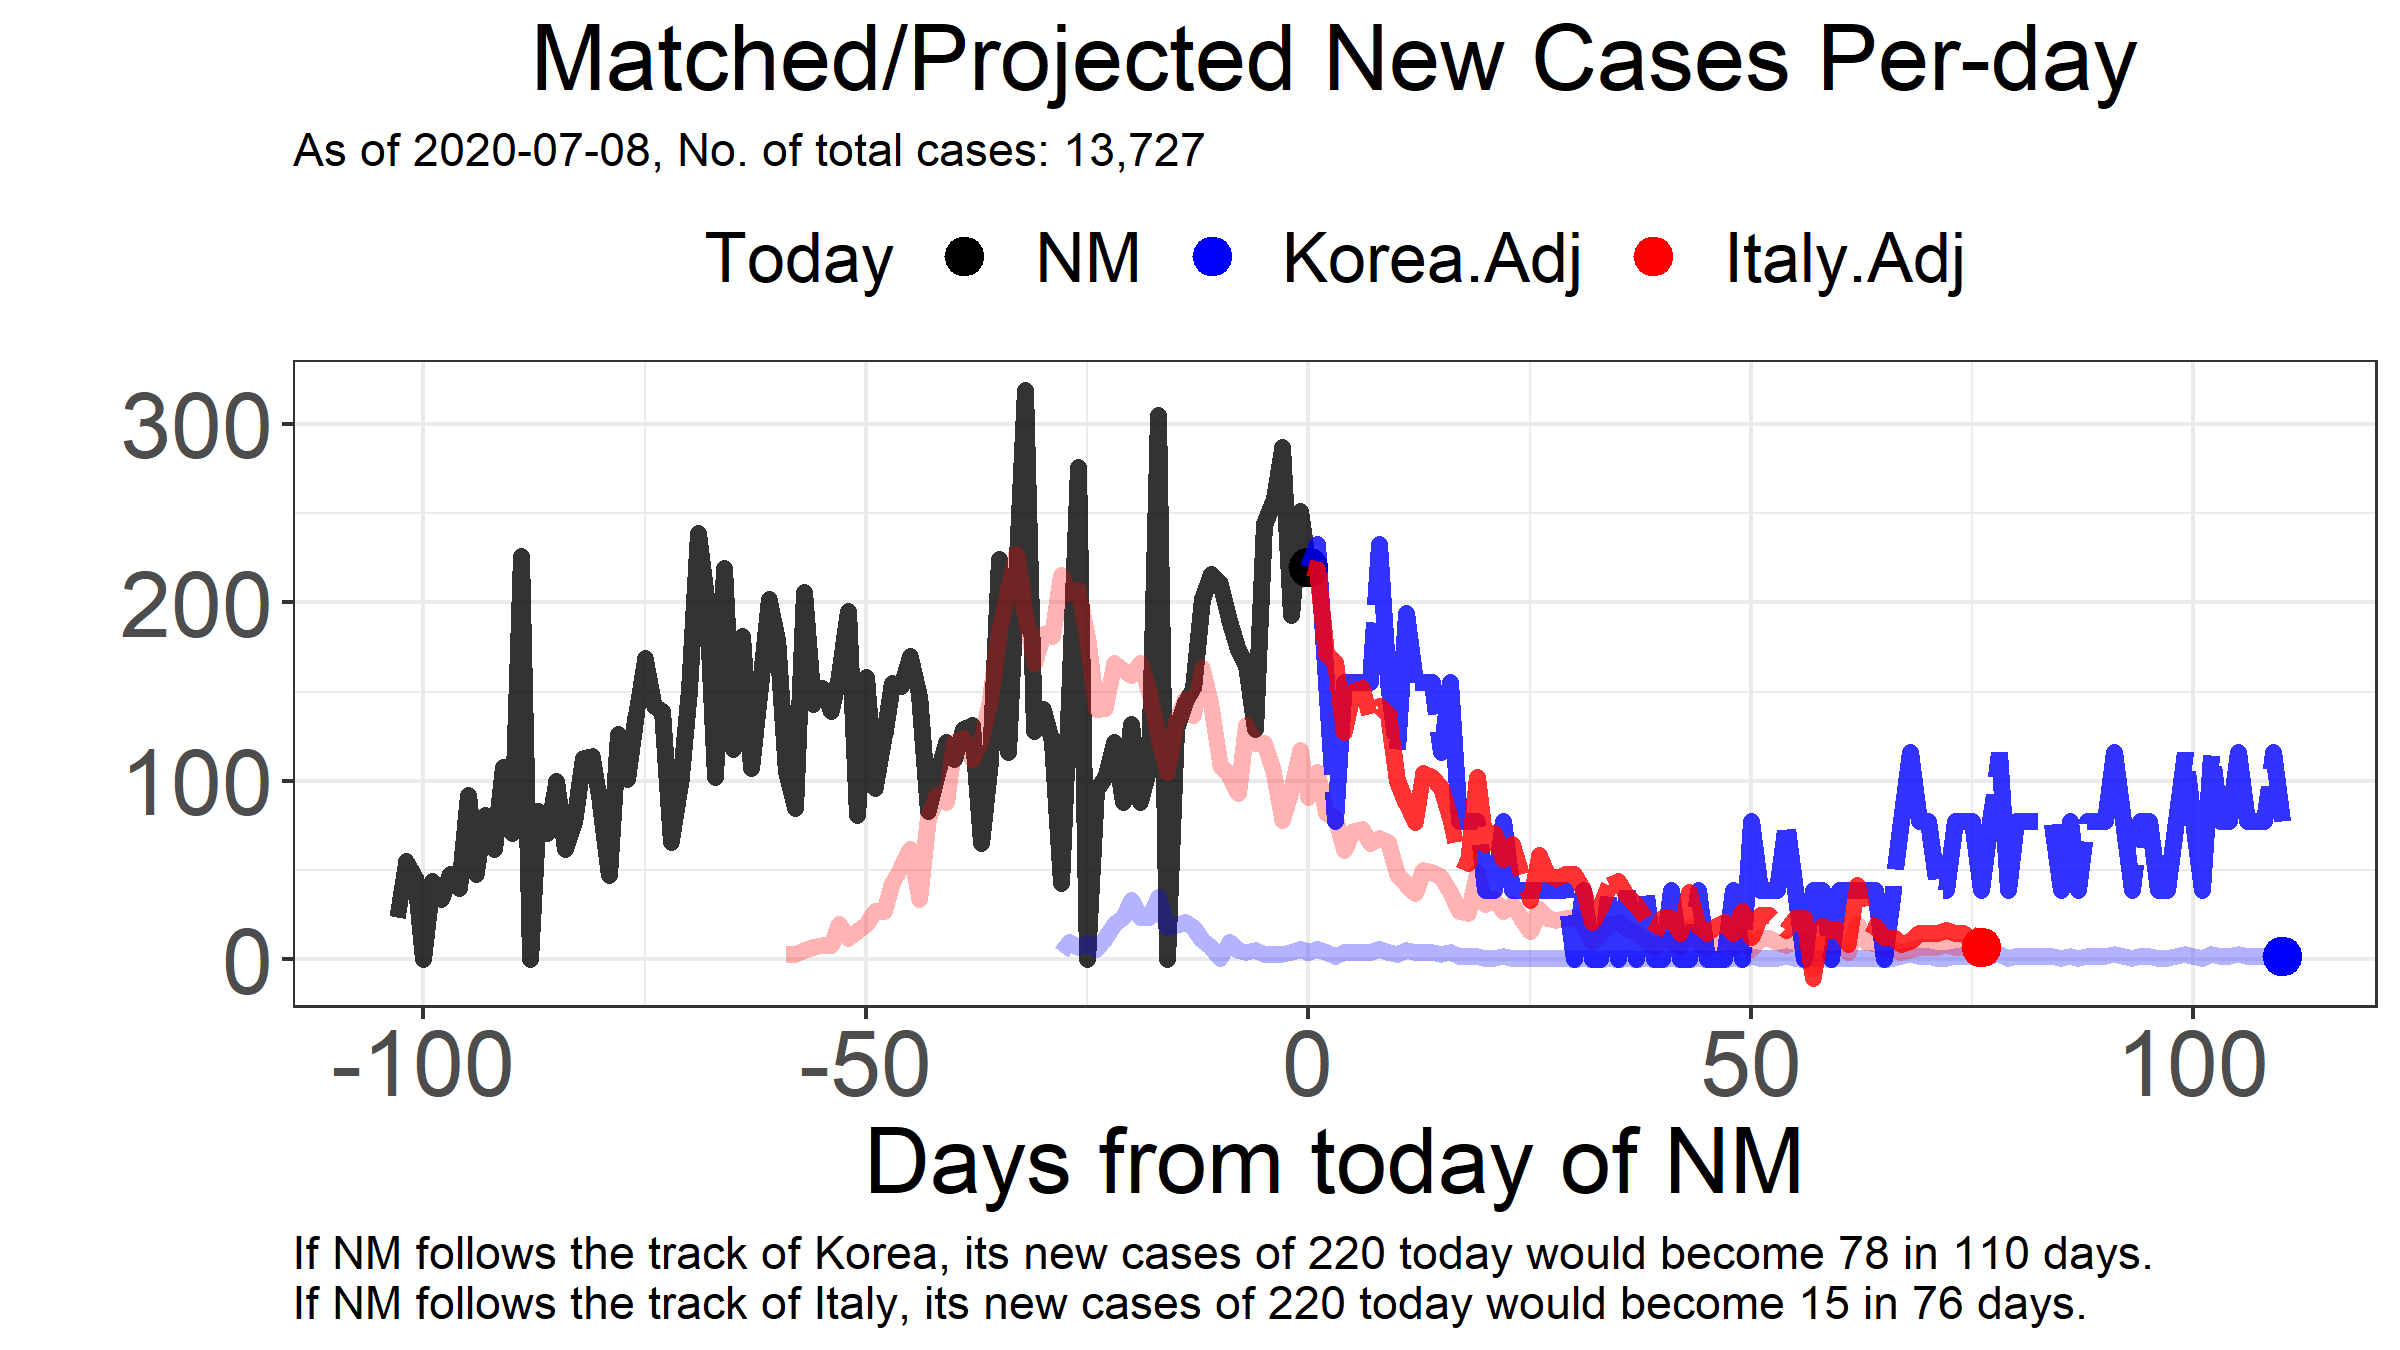 Matched/Projected New Cases Per-day
As of 2020-07-08, No. of total cases: 13,727
Today NM Korea.Adj Italy.Adj
300
200
100
0
-100 -50 0 50 100
Days from today of NM
If NM follows the track of Korea, its new cases of 220 today would become 78 in 110 days.
If NM follows the track of Italy, its new cases of 220 today would become 15 in 76 days.